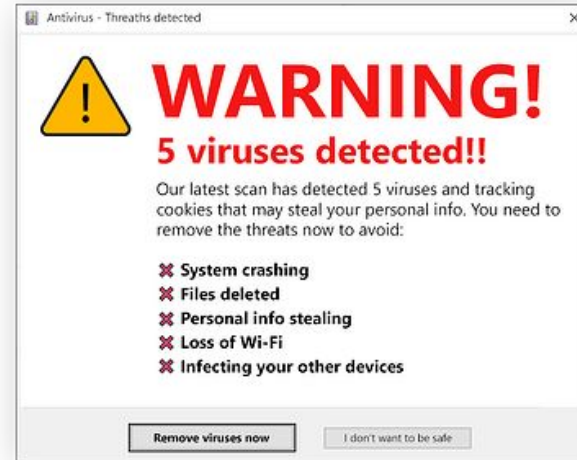 Antivirus - Threaths detected
WARNING!
5 viruses detected!!
Our latest scan has detected 5 viruses and tracking
cookies that may steal your personal info. You need to
remove the threats now to avoid:
System crashing
Files deleted
Personal info stealing
Loss of Wi-Fi
Infecting your other devices
Remove viruses now
I don't want to be safe